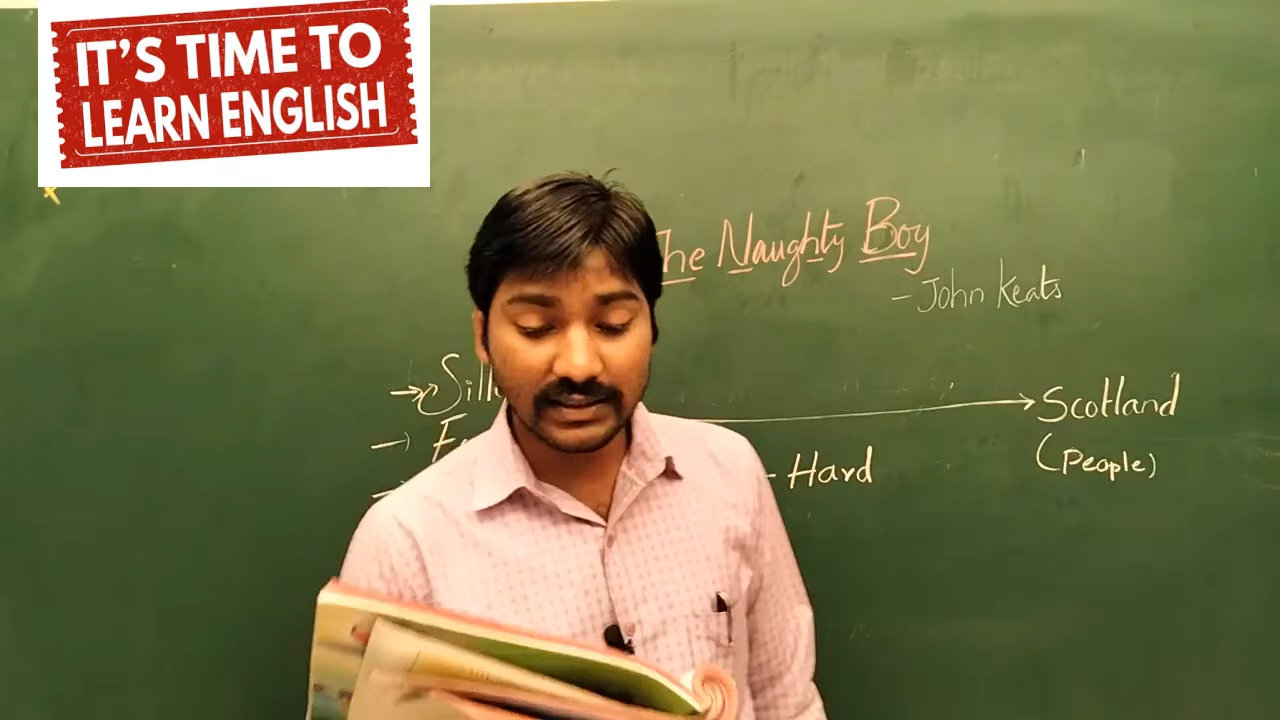 IT'S TIME TO
LEARN ENGLISH
The Naughty Boy
- John Keats
Scotland
(People)
- Hard